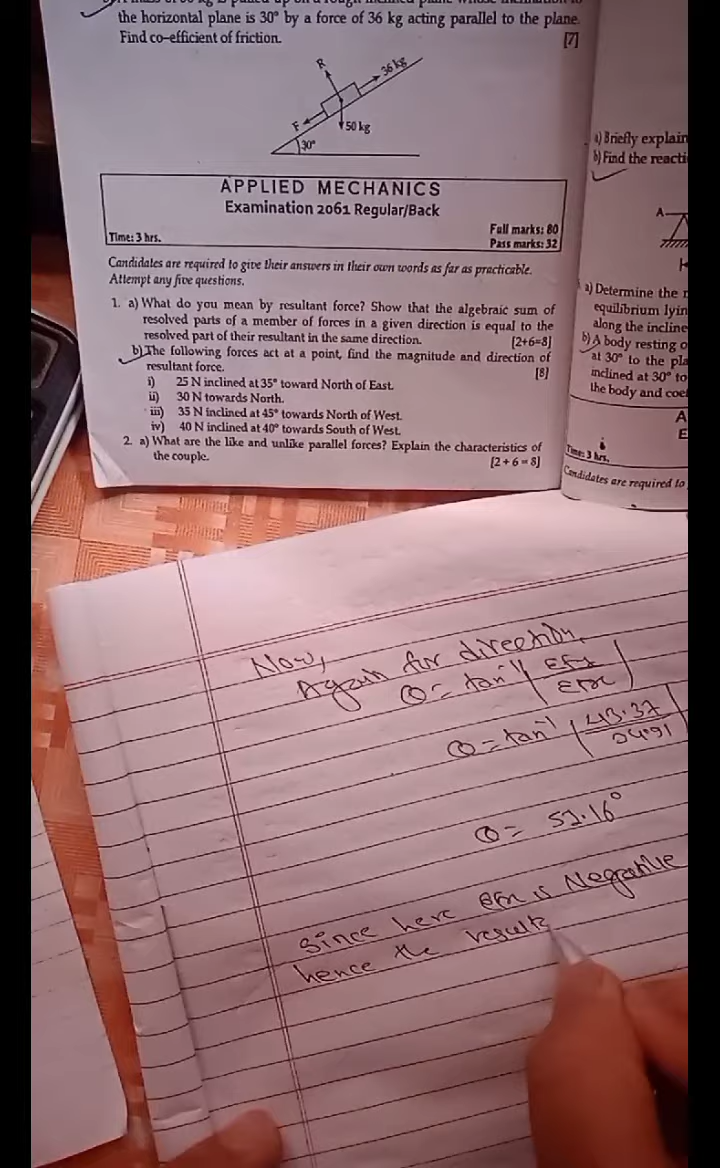 the horizontal plane is 30° by a force of 36 kg acting parallel to the plane.
Find co-efficient of friction. [7]
R
36 kg
F
50 kg
30°
APPLIED MECHANICS
Examination 2061 Regular/Back
Time: 3 hrs.
Full marks: 80
Pass marks: 32
Candidates are required to give their answers in their own words as far as practicable.
Attempt any five questions.
1. a) What do you mean by resultant force? Show that the algebraic sum of
resolved parts of a member of forces in a given direction is equal to the
resolved part of their resultant in the same direction. [2+6=8]
b) The following forces act at a point, find the magnitude and direction of
resultant force. [8]
i) 25 N inclined at 35° toward North of East.
ii) 30 N towards North.
iii) 35 N inclined at 45° towards North of West.
iv) 40 N inclined at 40° towards South of West.
2. a) What are the like and unlike parallel forces? Explain the characteristics of
the couple. [2+6=8]
a) Briefly explain
b) Find the reacti
A
a) Determine the
equilibrium lyin
along the incline
b) A body resting o
at 30° to the pla
inclined at 30° to
the body and coe
A
E
Time: 3 hrs.
Candidates are required to
Now,
Again for direction.
θ = tan⁻¹
θ = tan⁻¹
θ =
since here is Negative
hence the